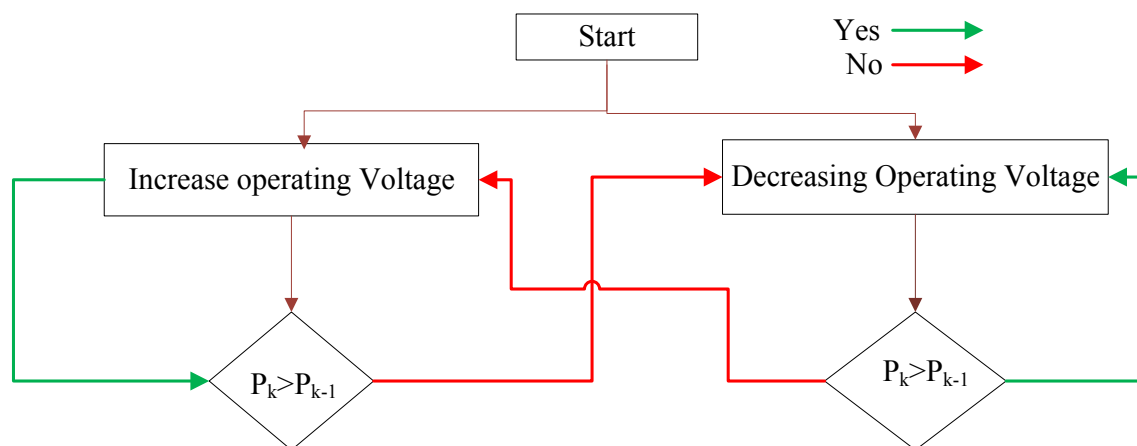 Start
Yes
No
Increase operating Voltage
Decreasing Operating Voltage
Pk>Pk-1
Pk>Pk-1